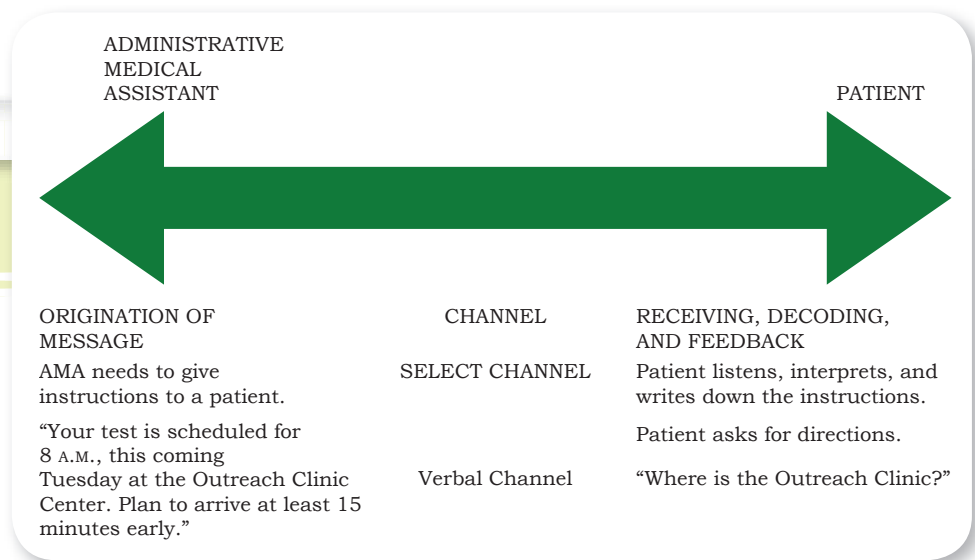 ADMINISTRATIVE
MEDICAL
ASSISTANT
PATIENT
ORIGINATION OF
MESSAGE
AMA needs to give
instructions to a patient.
“Your test is scheduled for
8 A.M., this coming
Tuesday at the Outreach Clinic
Center. Plan to arrive at least 15
minutes early.”
CHANNEL
SELECT CHANNEL
Verbal Channel
RECEIVING, DECODING,
AND FEEDBACK
Patient listens, interprets, and
writes down the instructions.
Patient asks for directions.
“Where is the Outreach Clinic?”